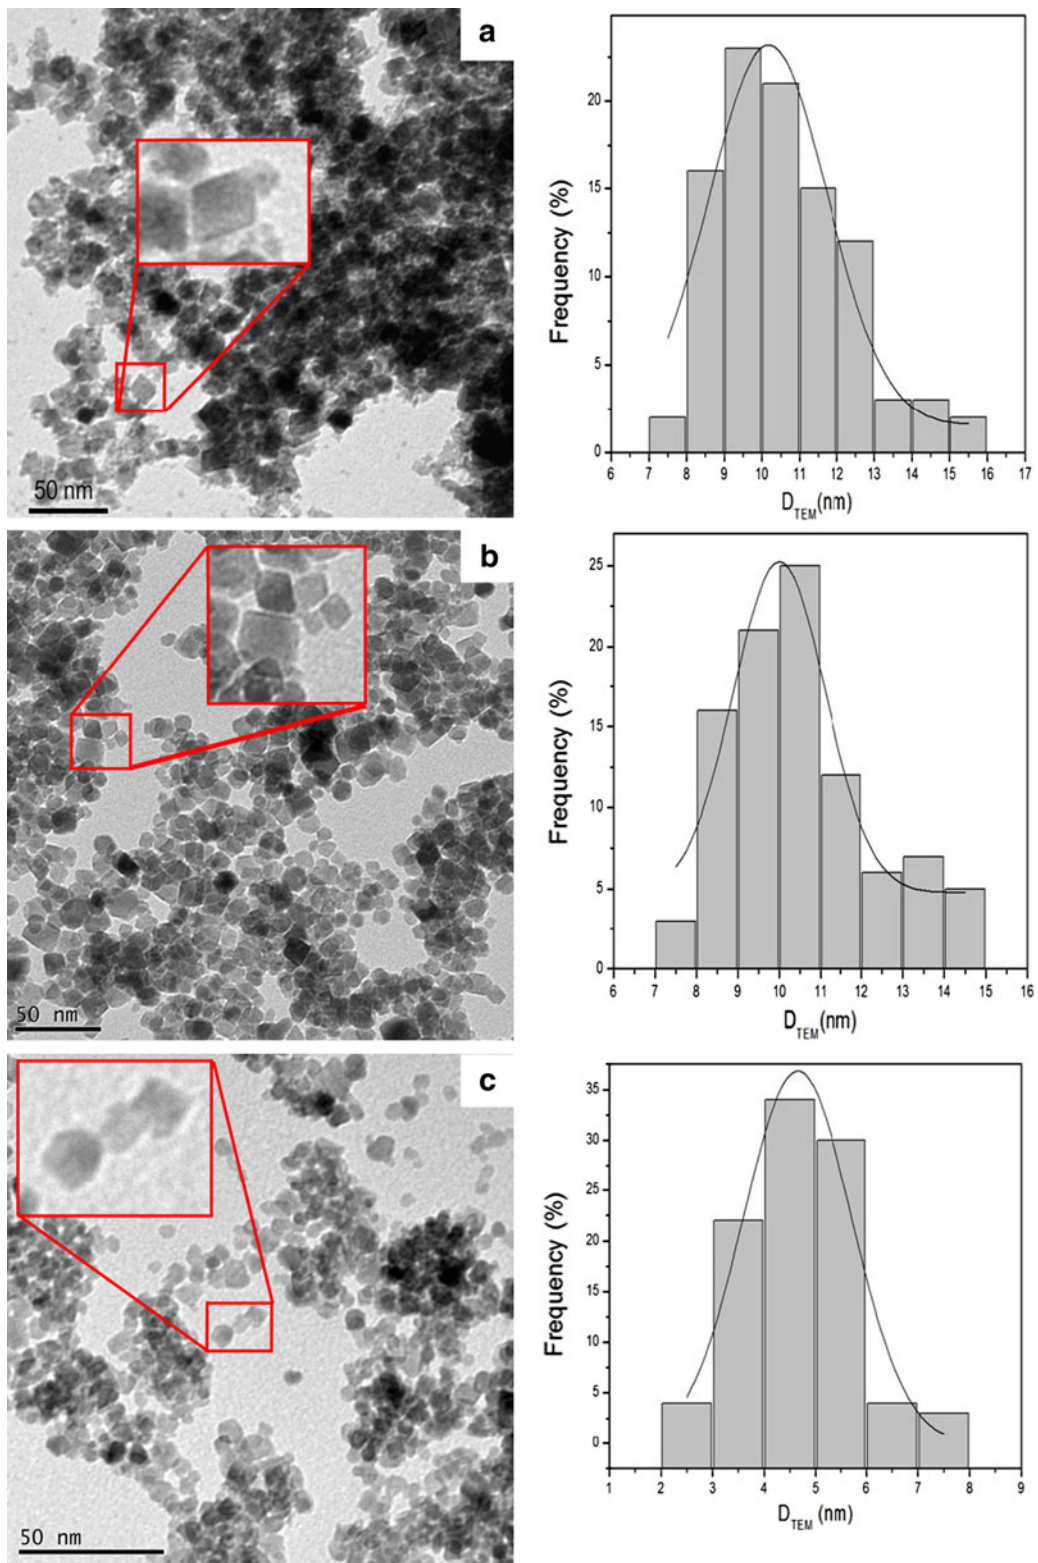 a
50 nm
Frequency (%)
20
15
10
5
0
6 7 8 9 10 11 12 13 14 15 16 17
D_TEM(nm)
b
50 nm
Frequency (%)
25
20
15
10
5
0
6 7 8 9 10 11 12 13 14 15 16
D_TEM(nm)
c
50 nm
Frequency (%)
35
30
25
20
15
10
5
0
1 2 3 4 5 6 7 8 9
D_TEM (nm)